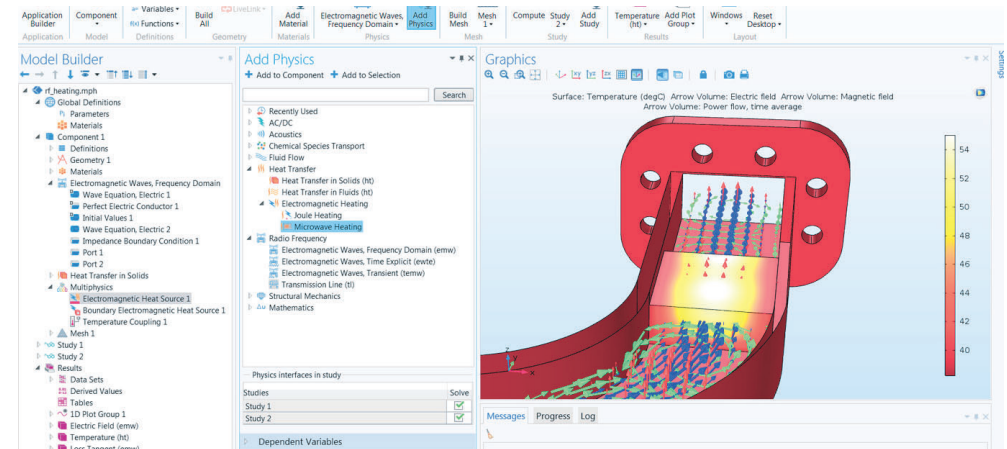 Application Builder
Component
Variables
f(x) Functions
Build All
LiveLink
Add Material
Electromagnetic Waves, Frequency Domain
Add Physics
Build Mesh
Mesh 1
Compute
Study 2
Add Study
Temperature (ht)
Add Plot Group
Windows
Reset Desktop
Application
Model
Definitions
Geometry
Materials
Physics
Mesh
Study
Results
Layout
Model Builder
rf_heating.mph
Global Definitions
Pi Parameters
Materials
Component 1
Definitions
Geometry 1
Materials
Electromagnetic Waves, Frequency Domain
Wave Equation, Electric 1
Perfect Electric Conductor 1
Initial Values 1
Wave Equation, Electric 2
Impedance Boundary Condition 1
Port 1
Port 2
Heat Transfer in Solids
Multiphysics
Electromagnetic Heat Source 1
Boundary Electromagnetic Heat Source 1
Temperature Coupling 1
Mesh 1
Study 1
Study 2
Results
Data Sets
Derived Values
Tables
1D Plot Group 1
Electric Field (emw)
Temperature (ht)
Loss Tangent (emw)
Add Physics
+ Add to Component + Add to Selection
Search
Recently Used
AC/DC
Acoustics
Chemical Species Transport
Fluid Flow
Heat Transfer
Heat Transfer in Solids (ht)
Heat Transfer in Fluids (ht)
Electromagnetic Heating
Joule Heating
Microwave Heating
Radio Frequency
Electromagnetic Waves, Frequency Domain (emw)
Electromagnetic Waves, Time Explicit (ewte)
Electromagnetic Waves, Transient (temw)
Transmission Line (tl)
Structural Mechanics
Δu Mathematics
Physics interfaces in study
Studies Solve
Study 1
Study 2
Dependent Variables
Graphics
xy yz zx
Surface: Temperature (degC) Arrow Volume: Electric field Arrow Volume: Magnetic field
Arrow Volume: Power flow, time average
54
52
50
48
46
44
42
40
z
y
x
Messages Progress Log
Settings